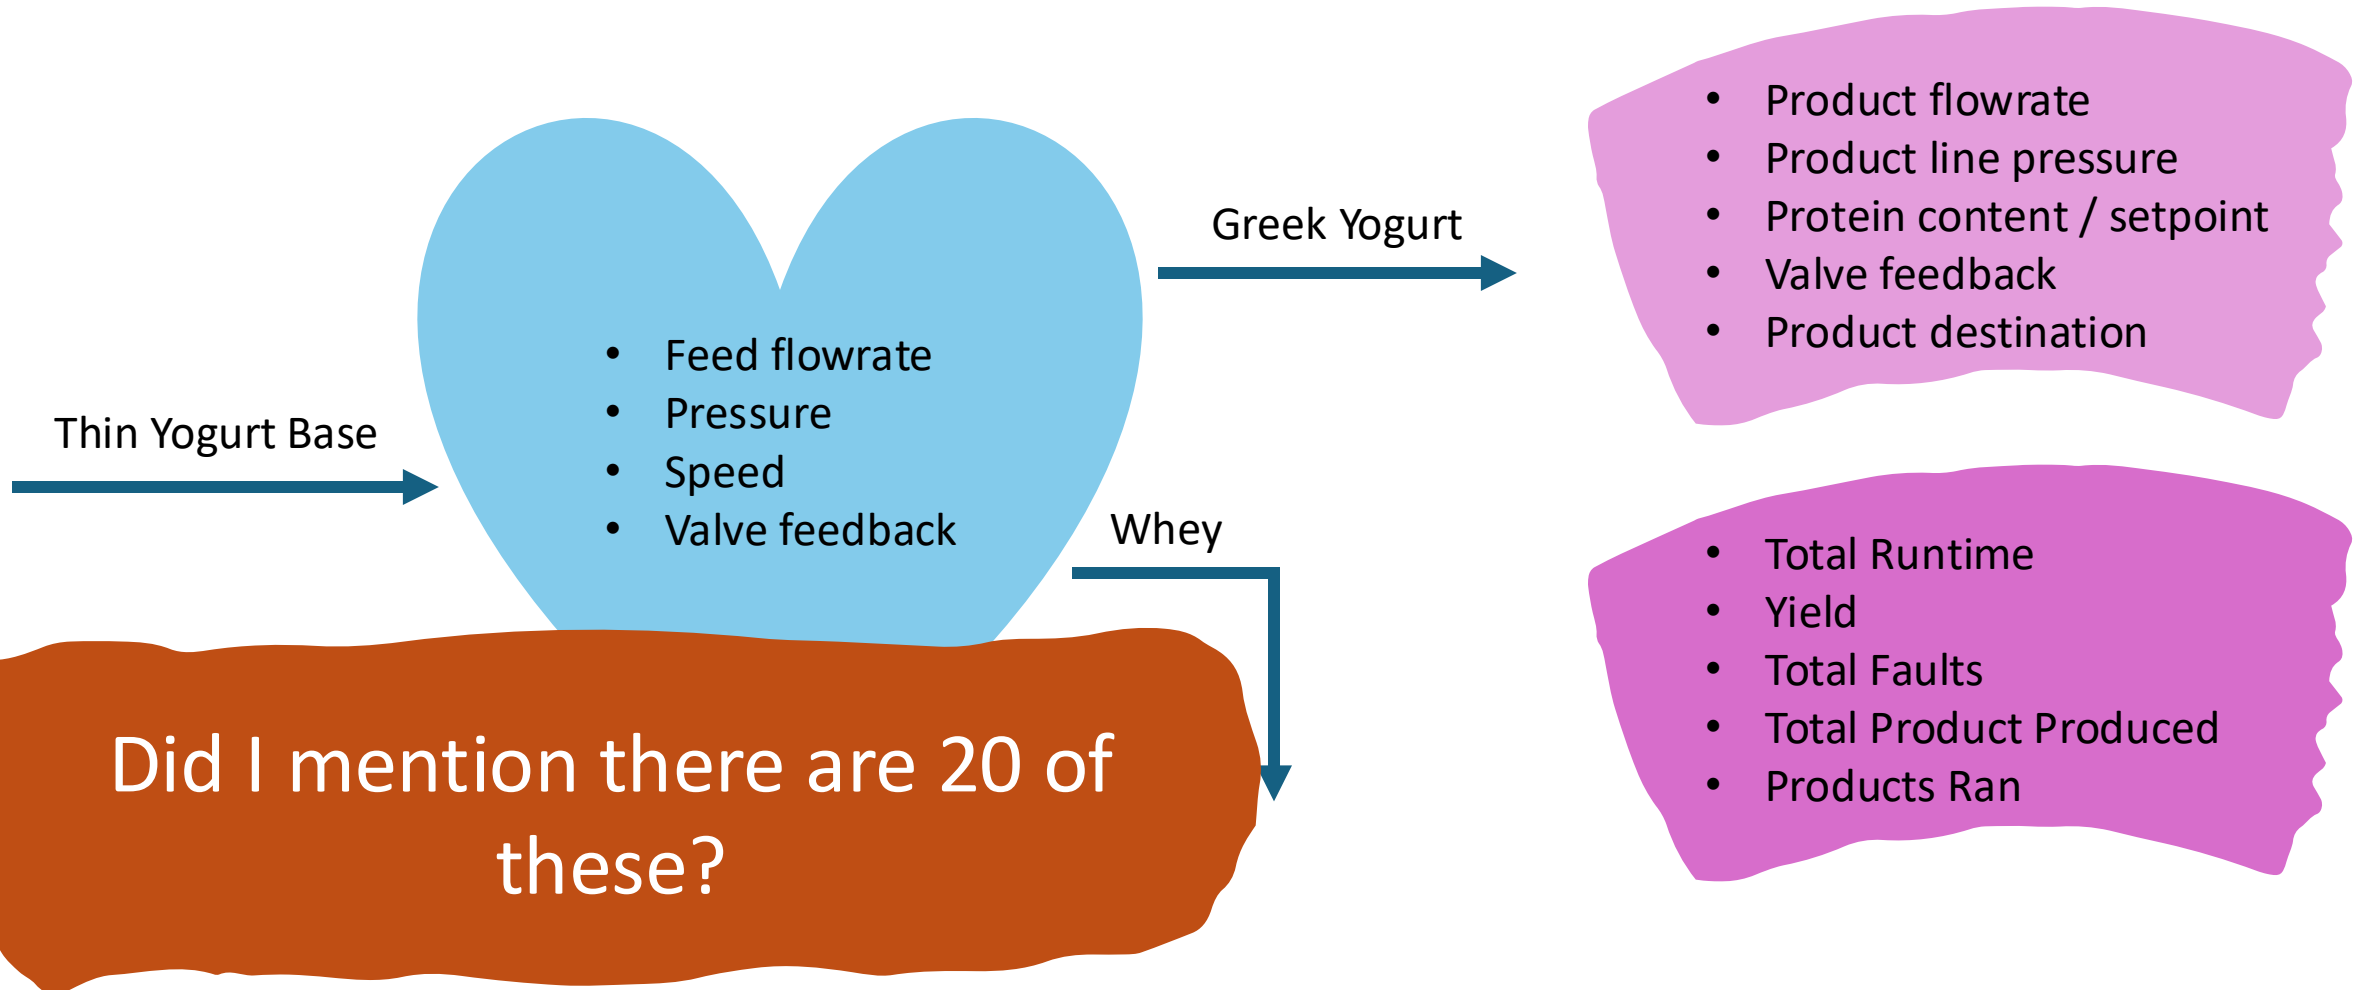 Thin Yogurt Base
• Feed flowrate
• Pressure
• Speed
• Valve feedback
Greek Yogurt
Whey
• Product flowrate
• Product line pressure
• Protein content / setpoint
• Valve feedback
• Product destination
• Total Runtime
• Yield
• Total Faults
• Total Product Produced
• Products Ran
Did I mention there are 20 of
these?